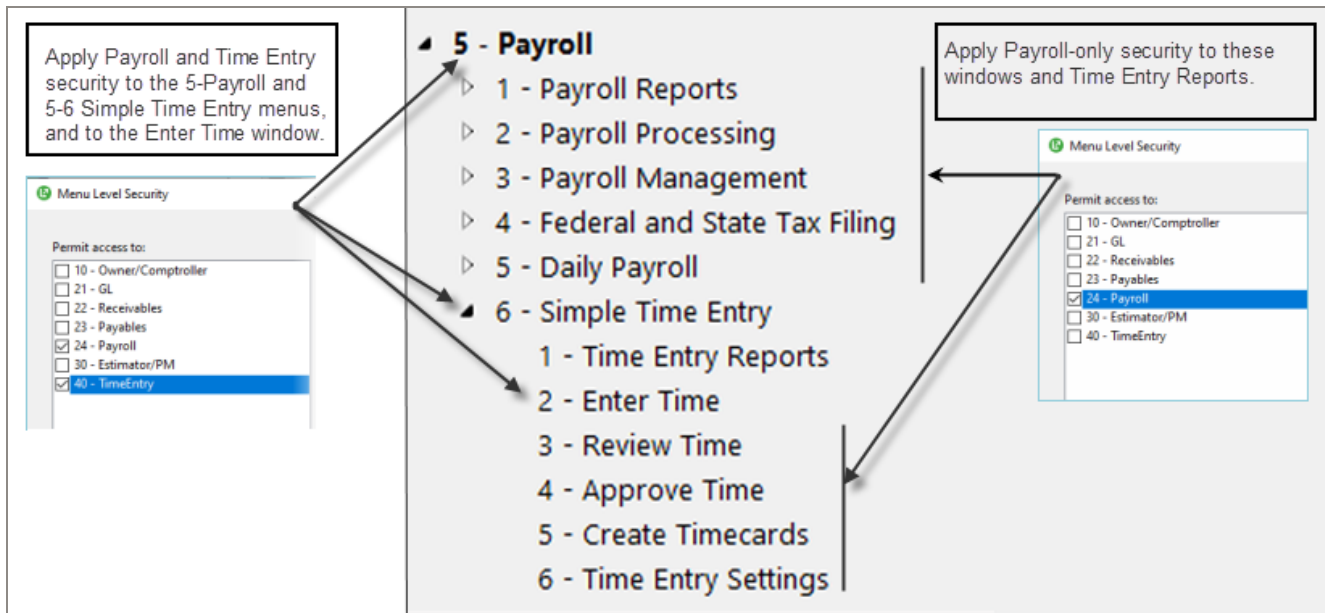 Apply Payroll and Time Entry
security to the 5-Payroll and
5-6 Simple Time Entry menus,
and to the Enter Time window.
Menu Level Security
Permit access to:
10 - Owner/Comptroller
21 - GL
22 - Receivables
23 - Payables
24 - Payroll
30 - Estimator/PM
40 - TimeEntry
5 - Payroll
1 - Payroll Reports
2 - Payroll Processing
3 - Payroll Management
4 - Federal and State Tax Filing
5 - Daily Payroll
6 - Simple Time Entry
1 - Time Entry Reports
2 - Enter Time
3 - Review Time
4 - Approve Time
5 - Create Timecards
6 - Time Entry Settings
Apply Payroll-only security to these
windows and Time Entry Reports.
Menu Level Security
Permit access to:
10 - Owner/Comptroller
21 - GL
22 - Receivables
23 - Payables
24 - Payroll
30 - Estimator/PM
40 - TimeEntry